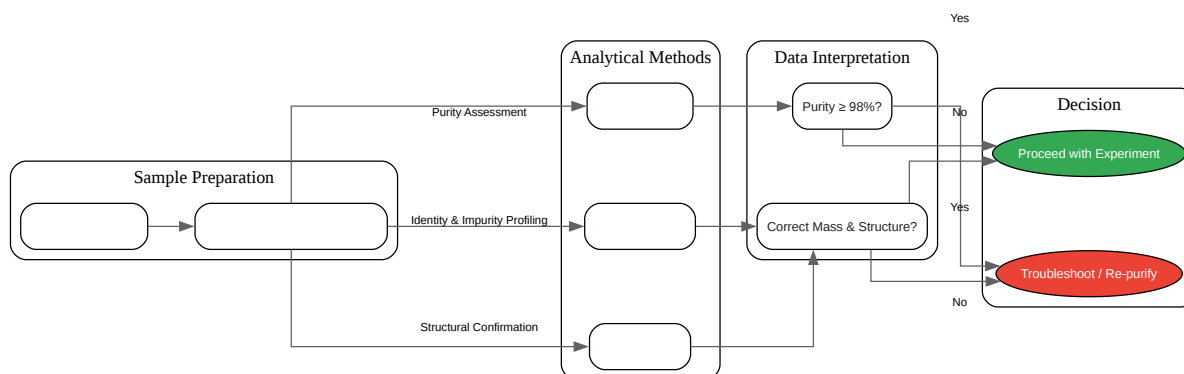 Sample Preparation
Purity Assessment
Identity & Impurity Profiling
Structural Confirmation
Analytical Methods
Data Interpretation
Purity ≥ 98%?
Correct Mass & Structure?
Yes
No
Yes
No
Decision
Proceed with Experiment
Troubleshoot / Re-purify